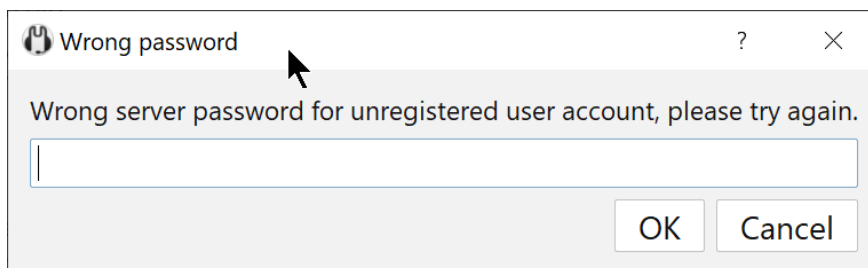 Wrong password
?
Wrong server password for unregistered user account, please try again.
OK
Cancel